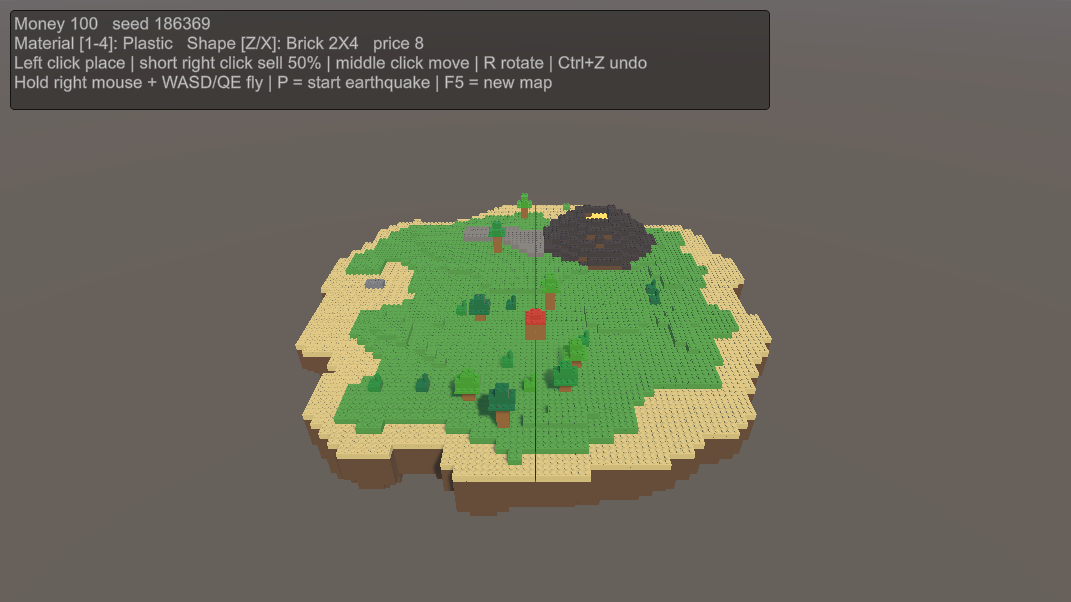 Money 100   seed 186369
Material [1-4]: Plastic   Shape [Z/X]: Brick 2X4   price 8
Left click place | short right click sell 50% | middle click move | R rotate | Ctrl+Z undo
Hold right mouse + WASD/QE fly | P = start earthquake | F5 = new map